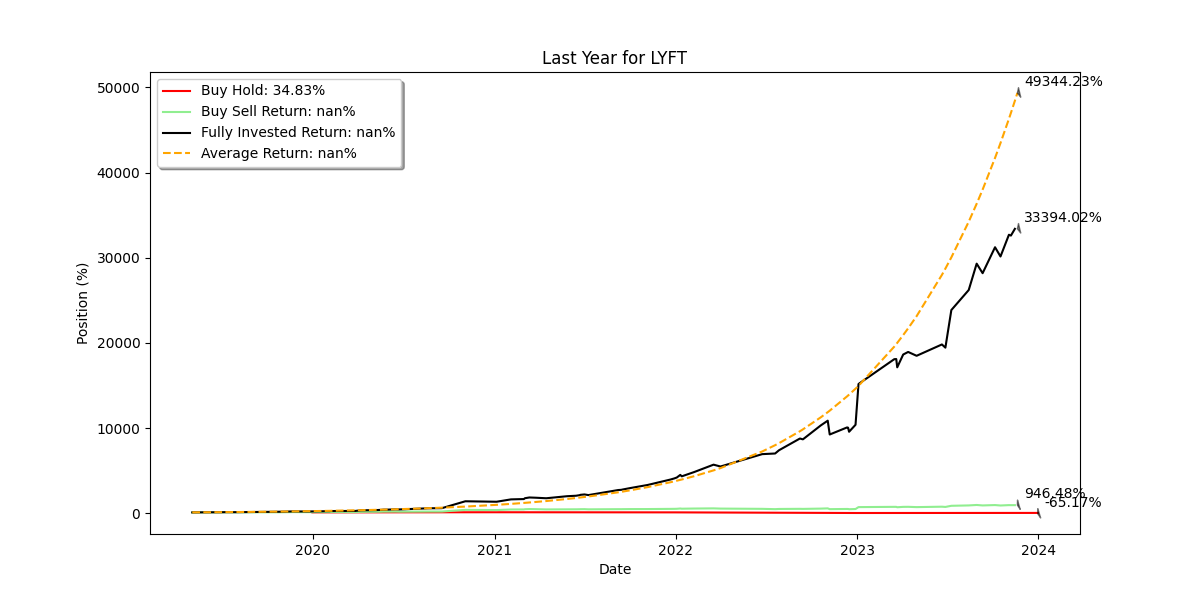 Last Year for LYFT
Buy Hold: 34.83%
Buy Sell Return: nan%
Fully Invested Return: nan%
Average Return: nan%
49344.23%
33394.02%
946.48%
-65.17%
Position (%)
50000
40000
30000
20000
10000
0
2020
2021
2022
2023
2024
Date